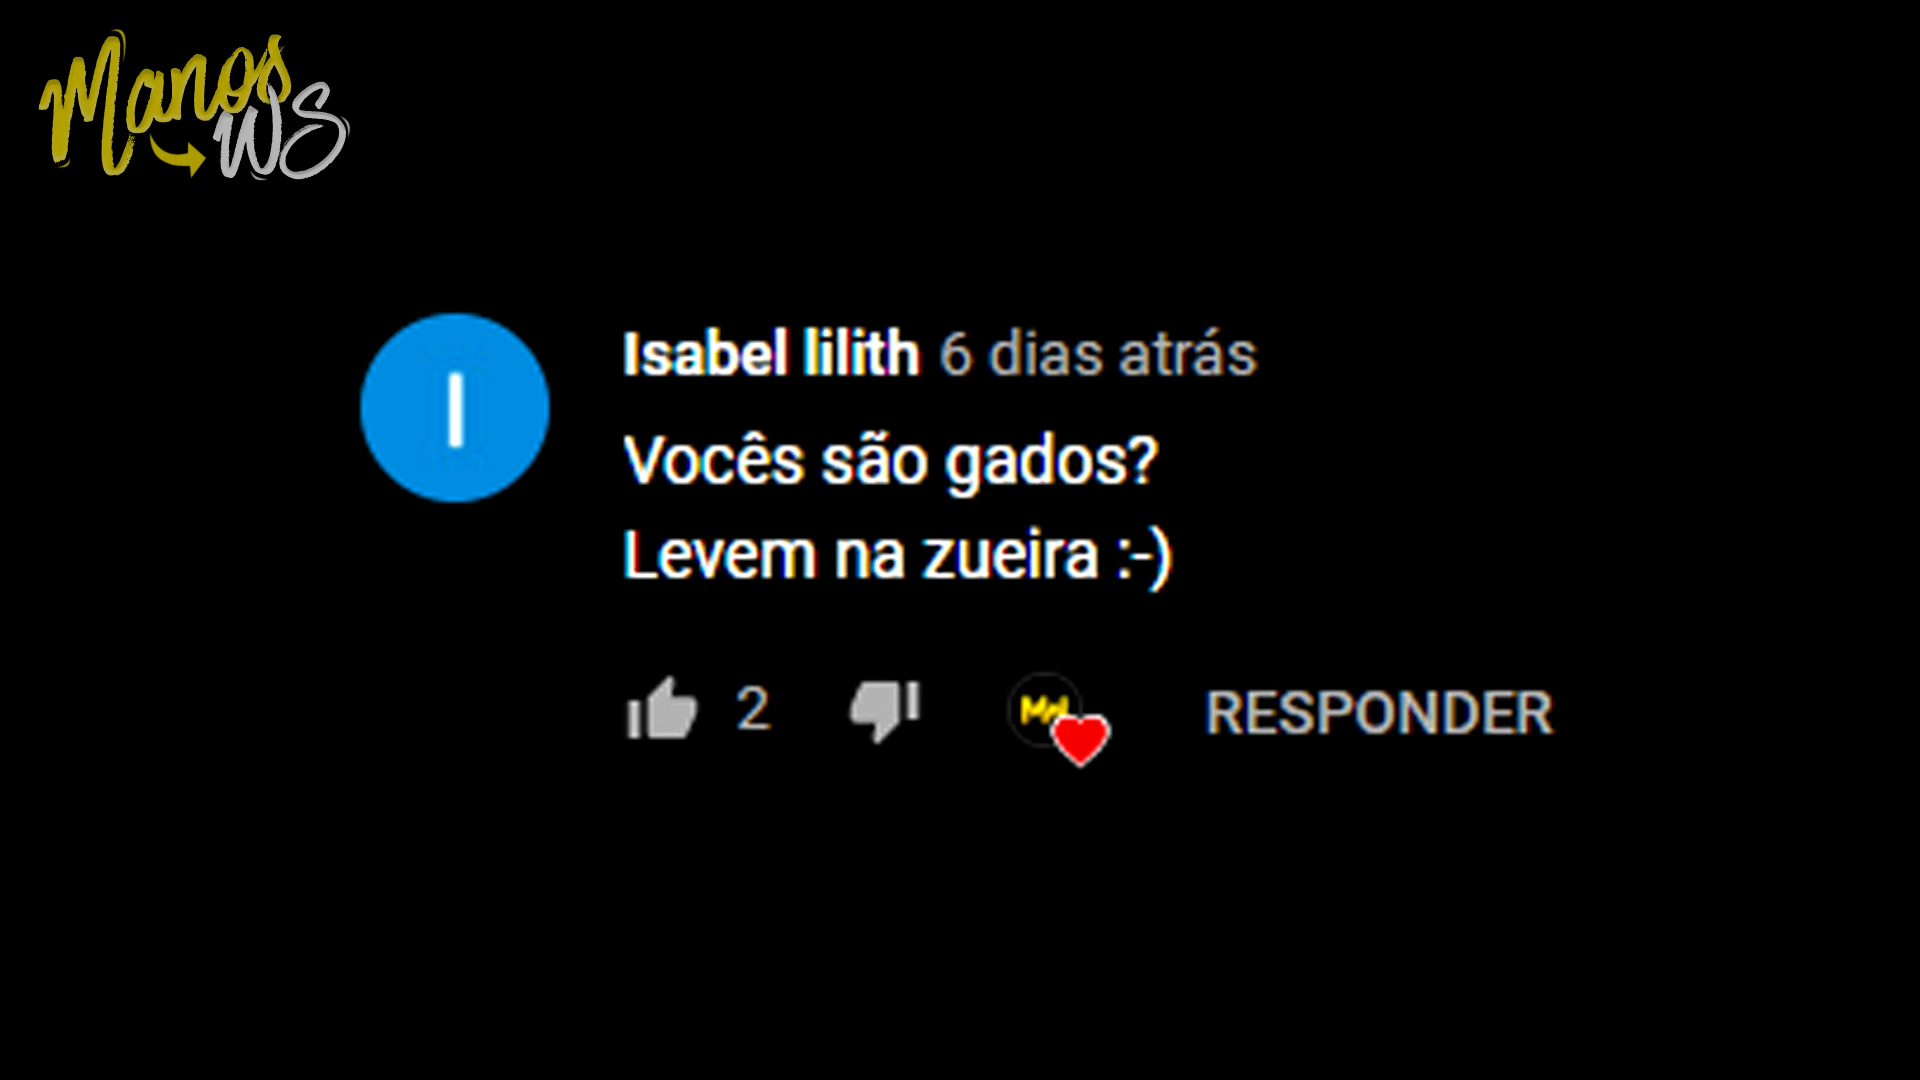 Manos
WS
I
Isabel lilith 6 dias atrás
Vocês são gados?
Levem na zueira :-)
2
RESPONDER